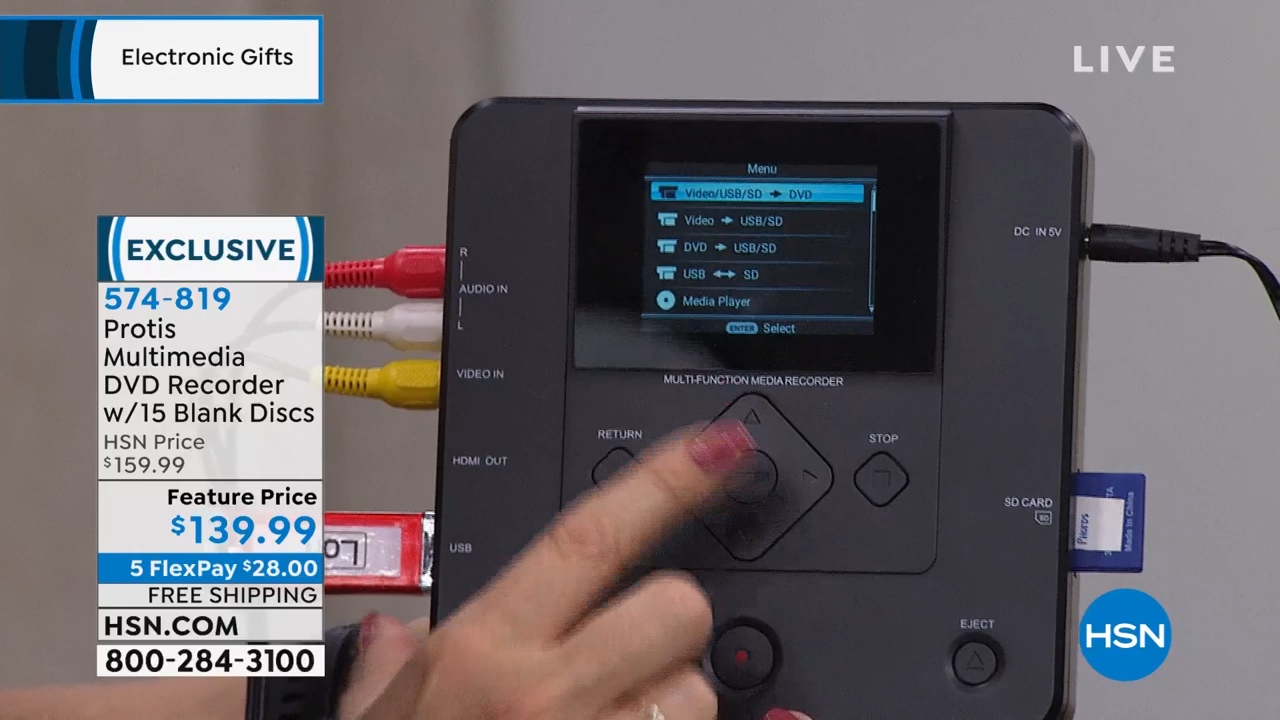 Electronic Gifts
LIVE
EXCLUSIVE
574-819
Protis
Multimedia
DVD Recorder
w/15 Blank Discs
HSN Price
$159.99
Feature Price
$139.99
5 FlexPay $28.00
FREE SHIPPING
HSN.COM
800-284-3100
Menu
Video/USB/SD → DVD
Video → USB/SD
DVD → USB/SD
USB ↔ SD
Media Player
ENTER Select
MULTI-FUNCTION MEDIA RECORDER
R
AUDIO IN
L
VIDEO IN
HDMI OUT
USB
RETURN
STOP
DC IN 5V
SD CARD
SD
Photos
Made in China
EJECT
HSN